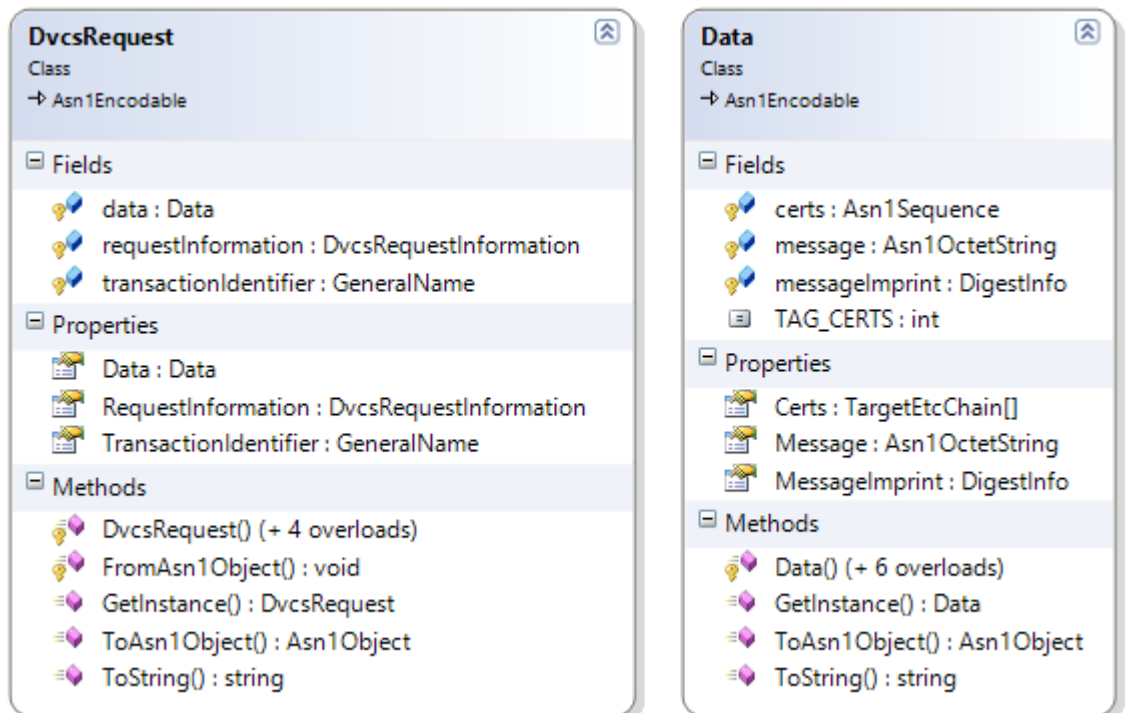 DvcsRequest
Class
Asn1Encodable
Fields
data : Data
requestInformation : DvcsRequestInformation
transactionIdentifier : GeneralName
Properties
Data : Data
RequestInformation : DvcsRequestInformation
TransactionIdentifier : GeneralName
Methods
DvcsRequest() (+ 4 overloads)
FromAsn1Object() : void
GetInstance() : DvcsRequest
ToAsn1Object() : Asn1Object
ToString() : string
Data
Class
Asn1Encodable
Fields
certs : Asn1Sequence
message : Asn1OctetString
messageImprint : DigestInfo
TAG_CERTS : int
Properties
Certs : TargetEtcChain[]
Message : Asn1OctetString
MessageImprint : DigestInfo
Methods
Data() (+ 6 overloads)
GetInstance() : Data
ToAsn1Object() : Asn1Object
ToString() : string